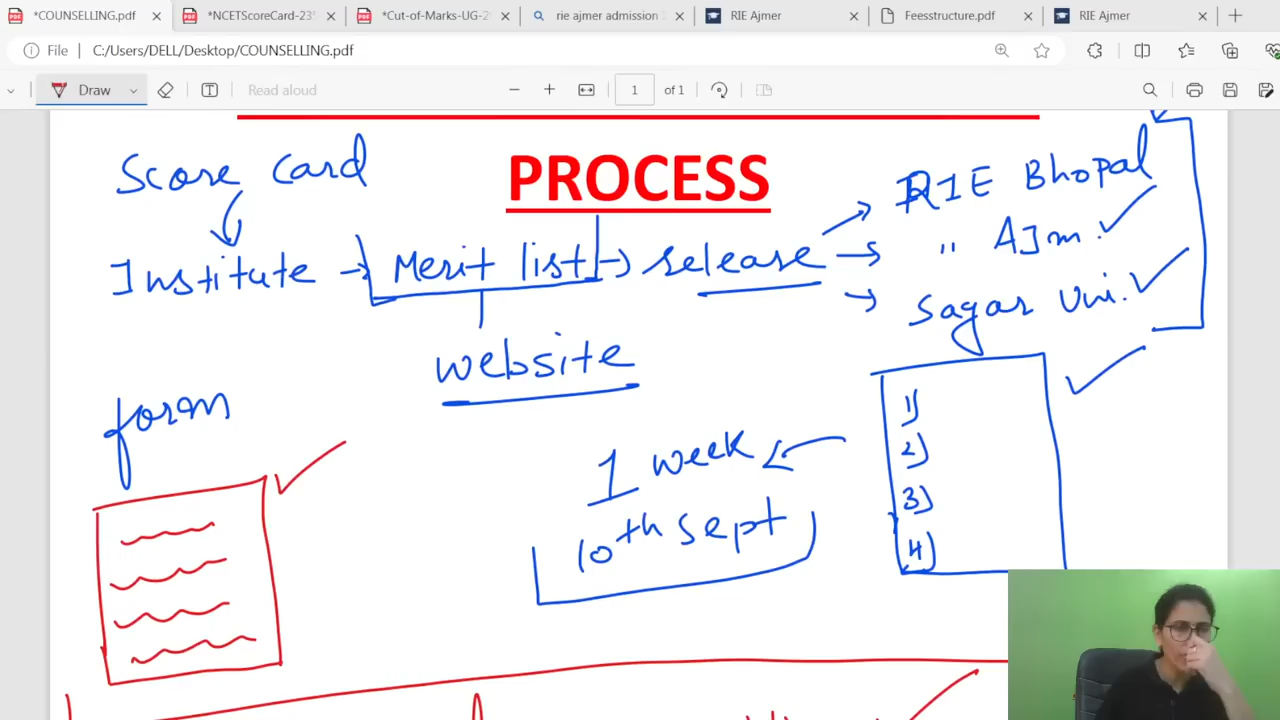 *COUNSELLING.pdf
*NCETScoreCard-23
*Cut-of-Marks-UG-2
rie ajmer admission
RIE Ajmer
Feesstructure.pdf
RIE Ajmer
File
C:/Users/DELL/Desktop/COUNSELLING.pdf
Draw
T
Read aloud
1
of 1
PROCESS
Score Card
Institute → Merit list → release
→ RIE Bhopal
→ " Ajm.
→ Sagar Uni.
website
form
1)
2)
3)
4)
1 week
10th Sept